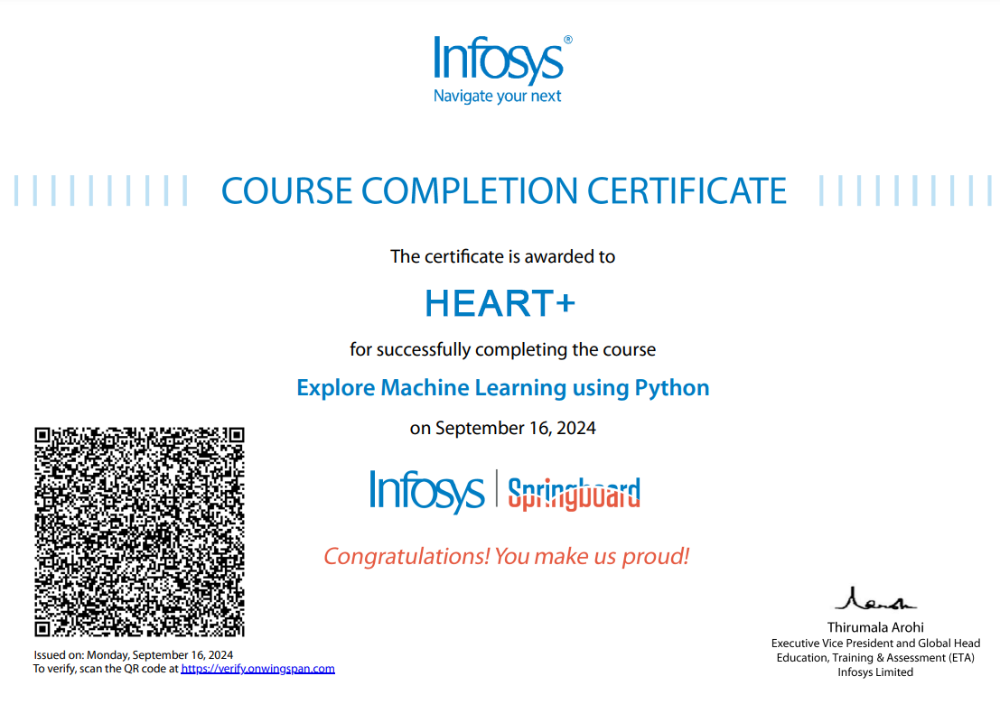 Infosys®
Navigate your next
COURSE COMPLETION CERTIFICATE
The certificate is awarded to
HEART+
for successfully completing the course
Explore Machine Learning using Python
on September 16, 2024
Infosys | Springboard
Congratulations! You make us proud!
Issued on: Monday, September 16, 2024
To verify, scan the QR code at https://verify.onwingspan.com
Thirumala Arohi
Executive Vice President and Global Head
Education, Training & Assessment (ETA)
Infosys Limited